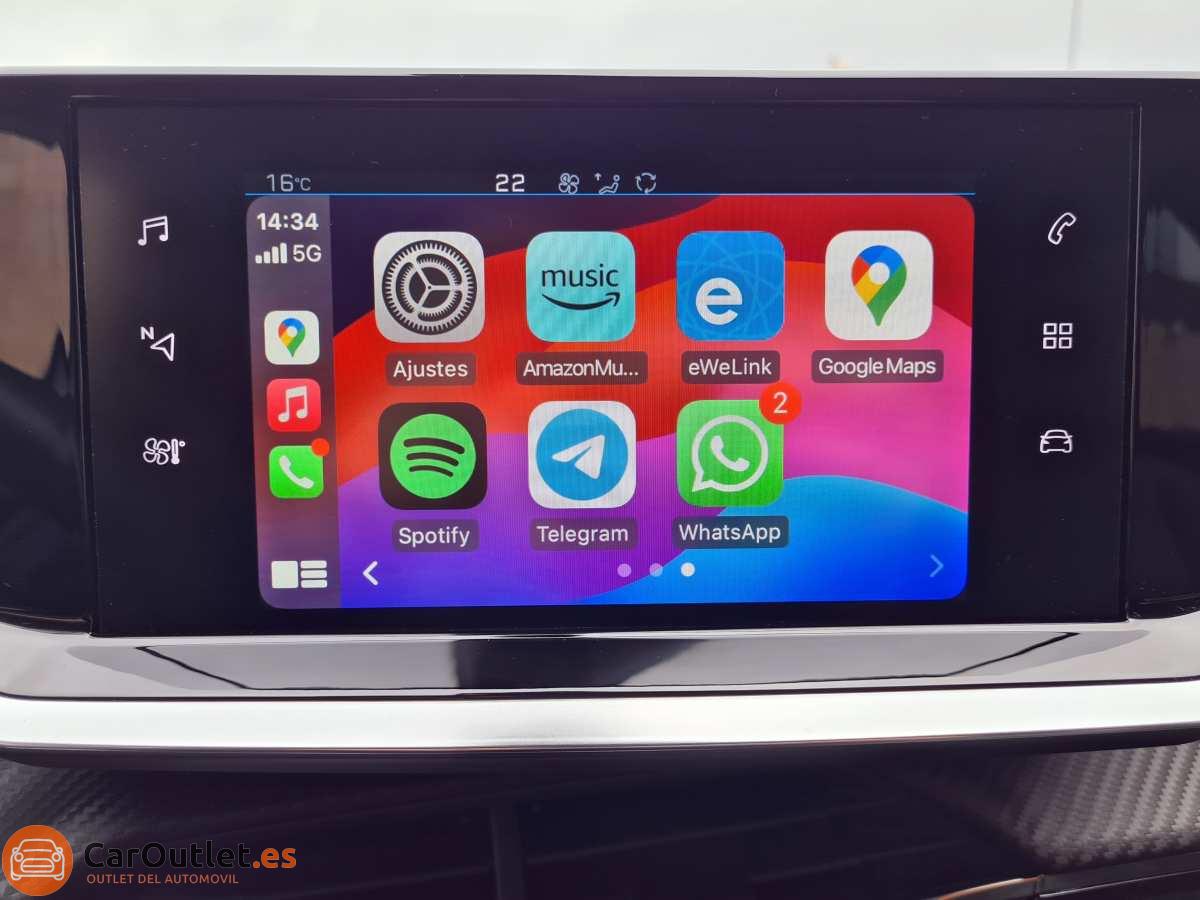 16°C 22
14:34
5G
music
e
Ajustes
AmazonMu...
eWeLink
Google Maps
2
Spotify
Telegram
WhatsApp
N
CarOutlet.es
OUTLET DEL AUTOMOVIL